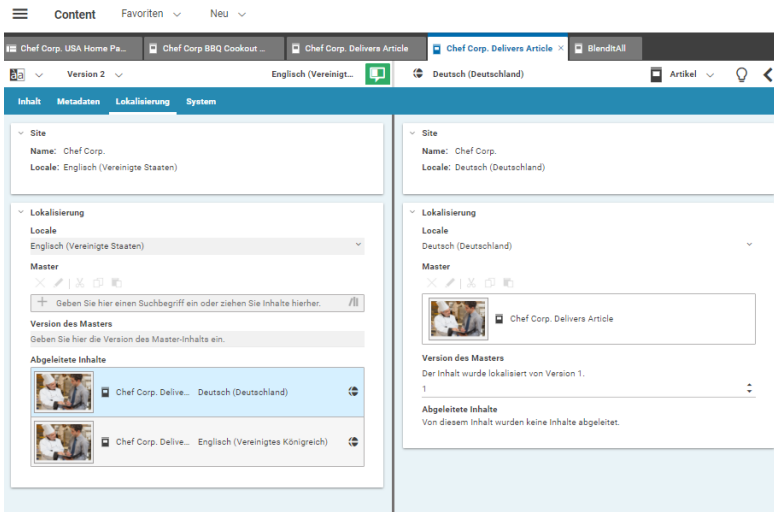 Content Favoriten Neu
Chef Corp. USA Home Pa... Chef Corp BBQ Cookout ... Chef Corp. Delivers Article Chef Corp. Delivers Article × BlendItAll
āa Version 2 Englisch (Vereinigt... Deutsch (Deutschland) Artikel
Inhalt Metadaten Lokalisierung System
Site
Name: Chef Corp.
Locale: Englisch (Vereinigte Staaten)
Lokalisierung
Locale
Englisch (Vereinigte Staaten)
Master
Geben Sie hier einen Suchbegriff ein oder ziehen Sie Inhalte hierher.
Version des Masters
Geben Sie hier die Version des Master-Inhalts ein.
Abgeleitete Inhalte
Chef Corp. Delive... Deutsch (Deutschland)
Chef Corp. Delive... Englisch (Vereinigtes Königreich)
Site
Name: Chef Corp.
Locale: Deutsch (Deutschland)
Lokalisierung
Locale
Deutsch (Deutschland)
Master
Chef Corp. Delivers Article
Version des Masters
Der Inhalt wurde lokalisiert von Version 1.
1
Abgeleitete Inhalte
Von diesem Inhalt wurden keine Inhalte abgeleitet.